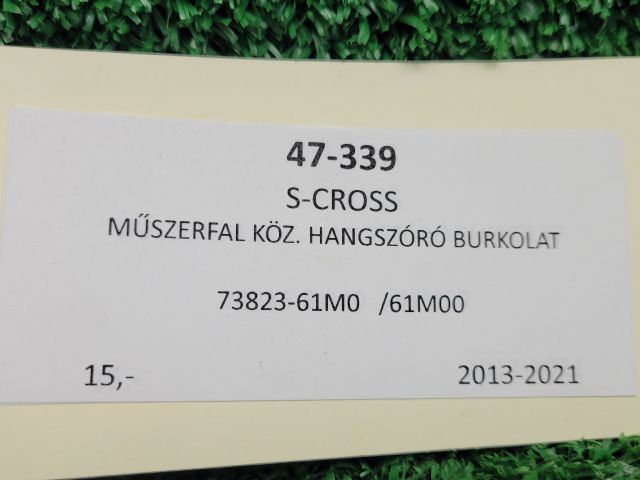 47-339
S-CROSS
MŰSZERFAL KÖZ. HANGSZÓRÓ BURKOLAT
73823-61M0 /61M00
15,- 2013-2021